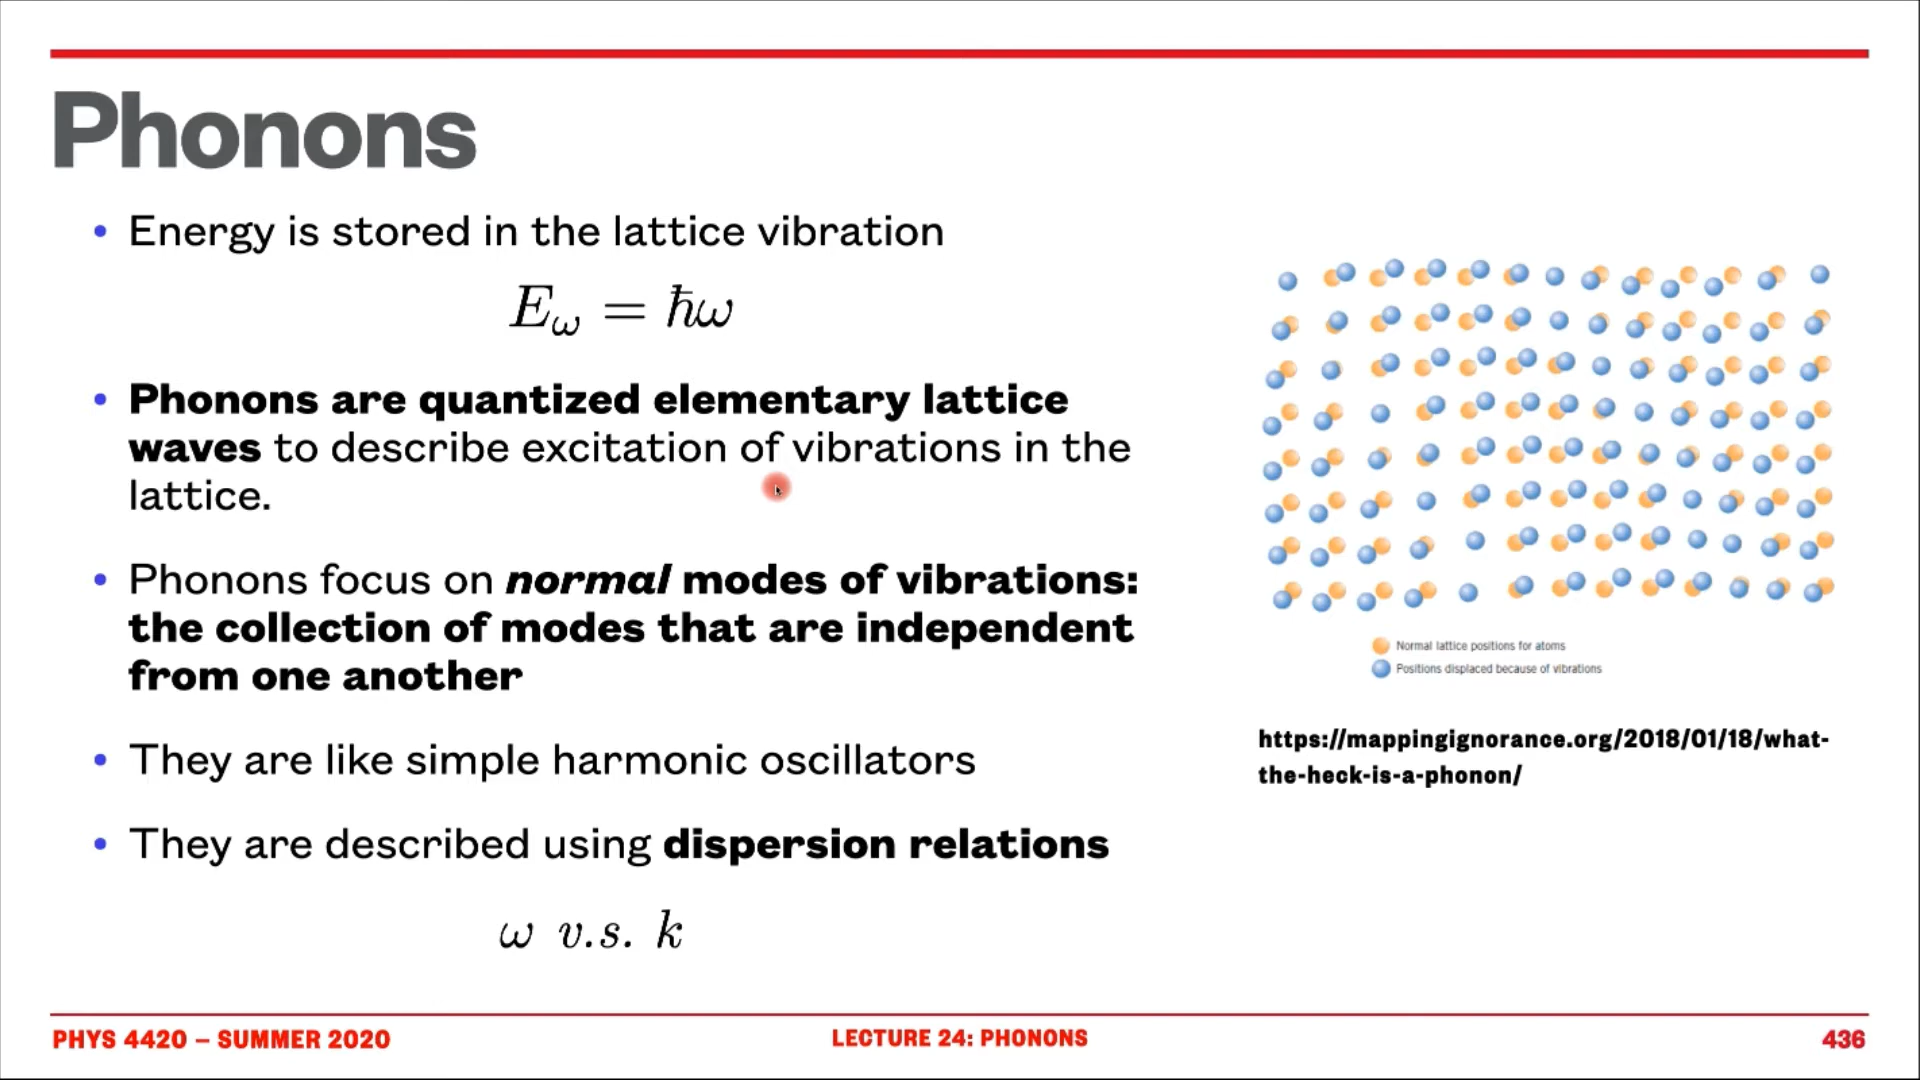 Phonons
• Energy is stored in the lattice vibration
E_ω = ℏω
• Phonons are quantized elementary lattice
waves to describe excitation of vibrations in the
lattice.
• Phonons focus on normal modes of vibrations:
the collection of modes that are independent
from one another
• They are like simple harmonic oscillators
• They are described using dispersion relations
ω v.s. k
Normal lattice positions for atoms
Positions displaced because of vibrations
https://mappingignorance.org/2018/01/18/what-
the-heck-is-a-phonon/
PHYS 4420 – SUMMER 2020
LECTURE 24: PHONONS
436